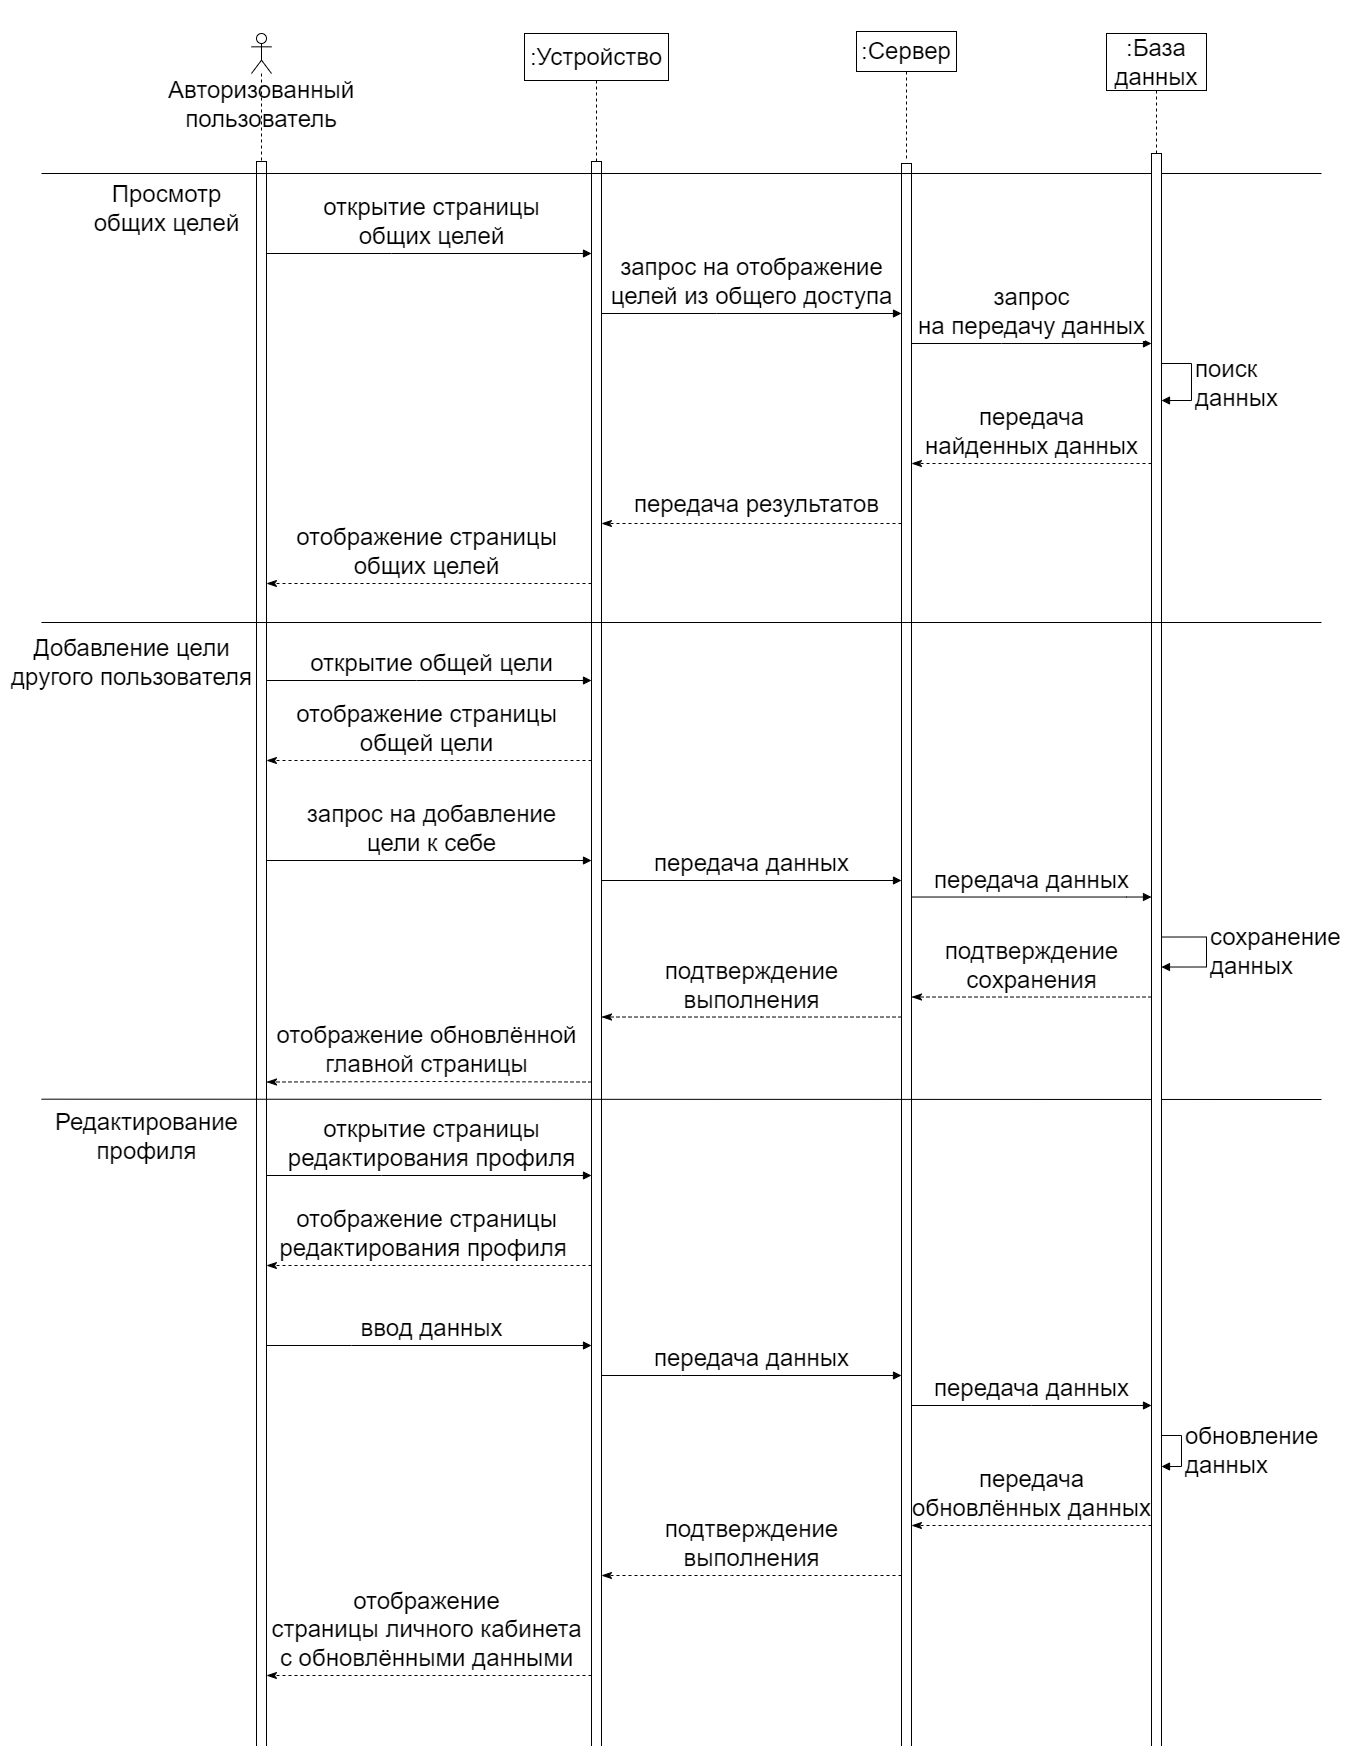 Авторизованный
пользователь
:Устройство
:Сервер
:База
данных
Просмотр
общих целей
открытие страницы
общих целей
запрос на отображение
целей из общего доступа
запрос
на передачу данных
поиск
данных
передача
найденных данных
передача результатов
отображение страницы
общих целей
Добавление цели
другого пользователя
открытие общей цели
отображение страницы
общей цели
запрос на добавление
цели к себе
передача данных
передача данных
сохранение
данных
подтверждение
сохранения
подтверждение
выполнения
отображение обновлённой
главной страницы
Редактирование
профиля
открытие страницы
редактирования профиля
отображение страницы
редактирования профиля
ввод данных
передача данных
передача данных
обновление
данных
передача
обновлённых данных
подтверждение
выполнения
отображение
страницы личного кабинета
с обновлёнными данными